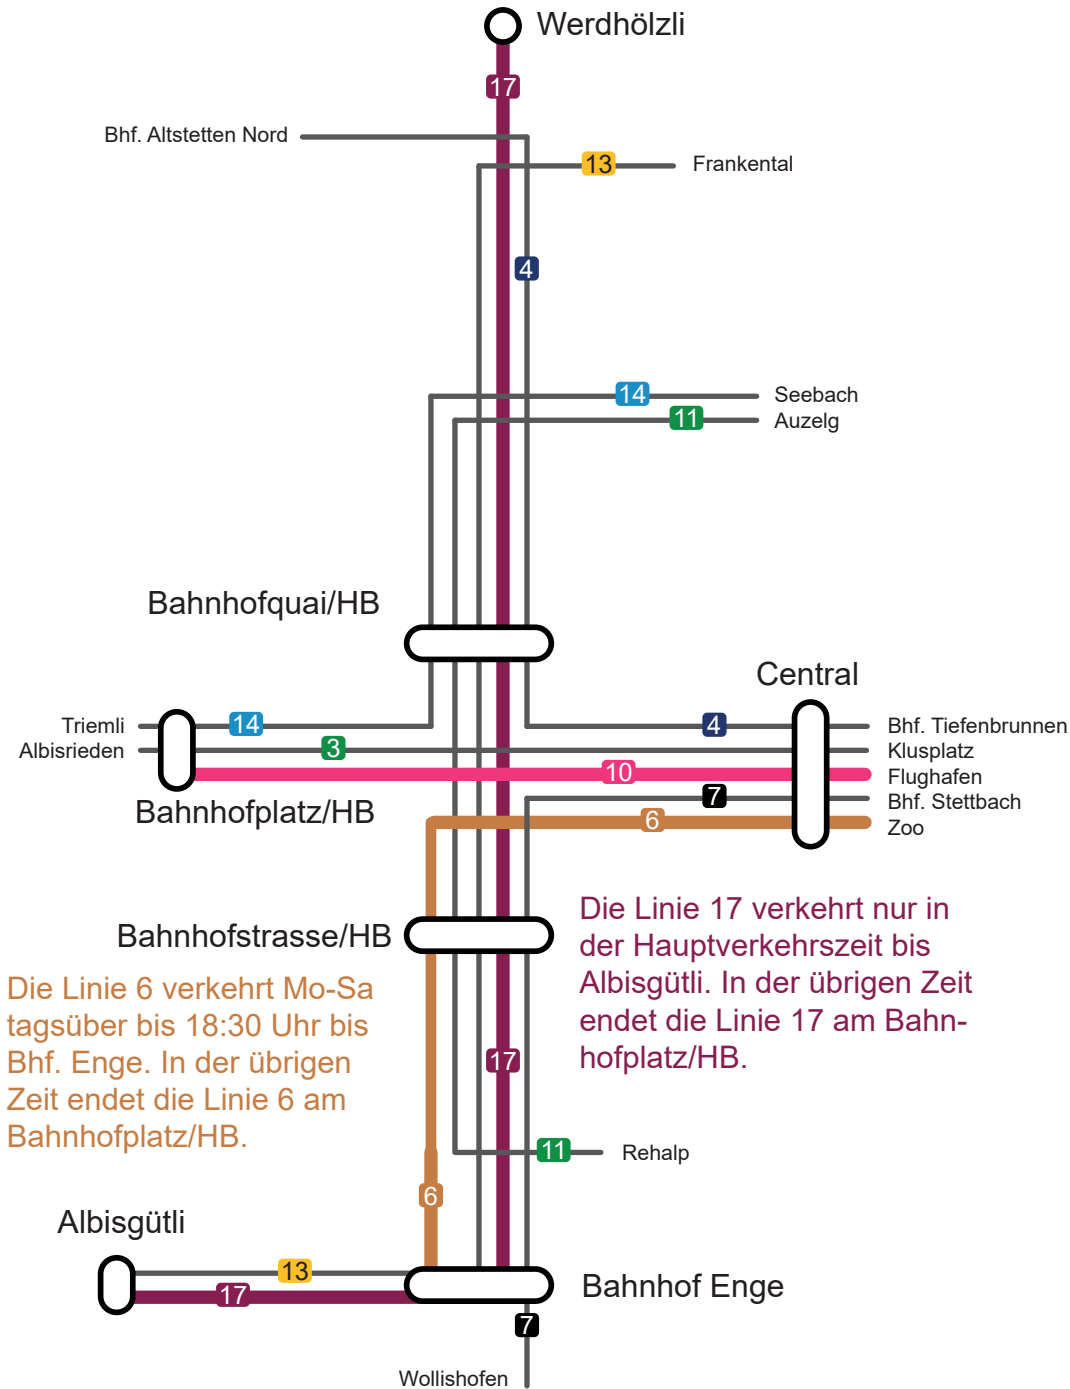 Werdhölzli
17
Bhf. Altstetten Nord
13
Frankental
4
14
Seebach
11
Auzelg
Bahnhofquai/HB
Central
Triemli
14
4
Bhf. Tiefenbrunnen
Albisrieden
3
Klusplatz
10
Flughafen
7
Bhf. Stettbach
Bahnhofplatz/HB
6
Zoo
Bahnhofstrasse/HB
Die Linie 17 verkehrt nur in
der Hauptverkehrszeit bis
Albisgütli. In der übrigen Zeit
endet die Linie 17 am Bahn-
hofplatz/HB.
Die Linie 6 verkehrt Mo-Sa
tagsüber bis 18:30 Uhr bis
Bhf. Enge. In der übrigen
Zeit endet die Linie 6 am
Bahnhofplatz/HB.
17
11
Rehalp
6
Albisgütli
13
17
Bahnhof Enge
7
Wollishofen